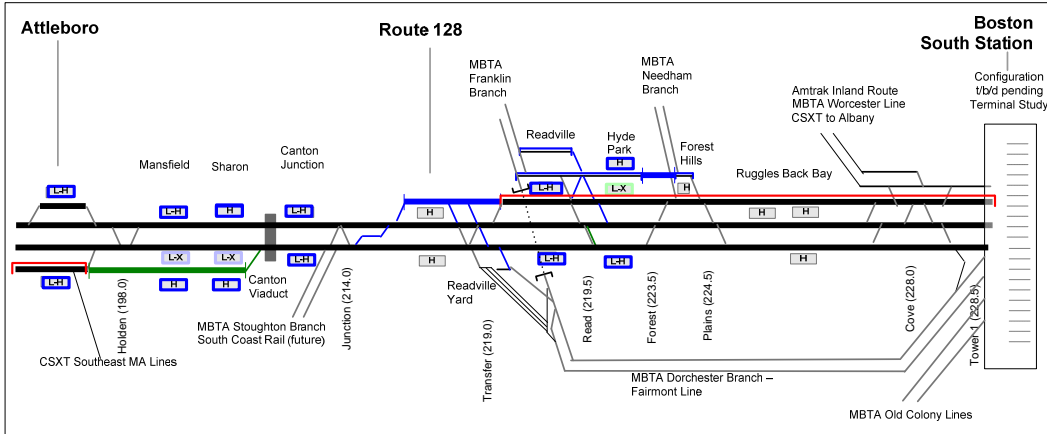 Attleboro
Route 128
Boston
South Station
Configuration
t/b/d pending
Terminal Study
MBTA
Franklin
Branch
MBTA
Needham
Branch
Amtrak Inland Route
MBTA Worcester Line
CSXT to Albany
Mansfield
Sharon
Canton
Junction
Readville
Hyde
Park
Forest
Hills
Ruggles Back Bay
H
L-H
L-H
H
L-H
L-H
L-X
H
H
H
H
L-X
L-X
H
H
L-H
H
L-H
H
H
L-H
Canton
Viaduct
Readville
Yard
MBTA Stoughton Branch
South Coast Rail (future)
CSXT Southeast MA Lines
Holden (198.0)
Junction (214.0)
Transfer (219.0)
Read (219.5)
Forest (223.5)
Plains (224.5)
Cove (228.0)
Tower 1 (228.5)
MBTA Dorchester Branch –
Fairmont Line
MBTA Old Colony Lines